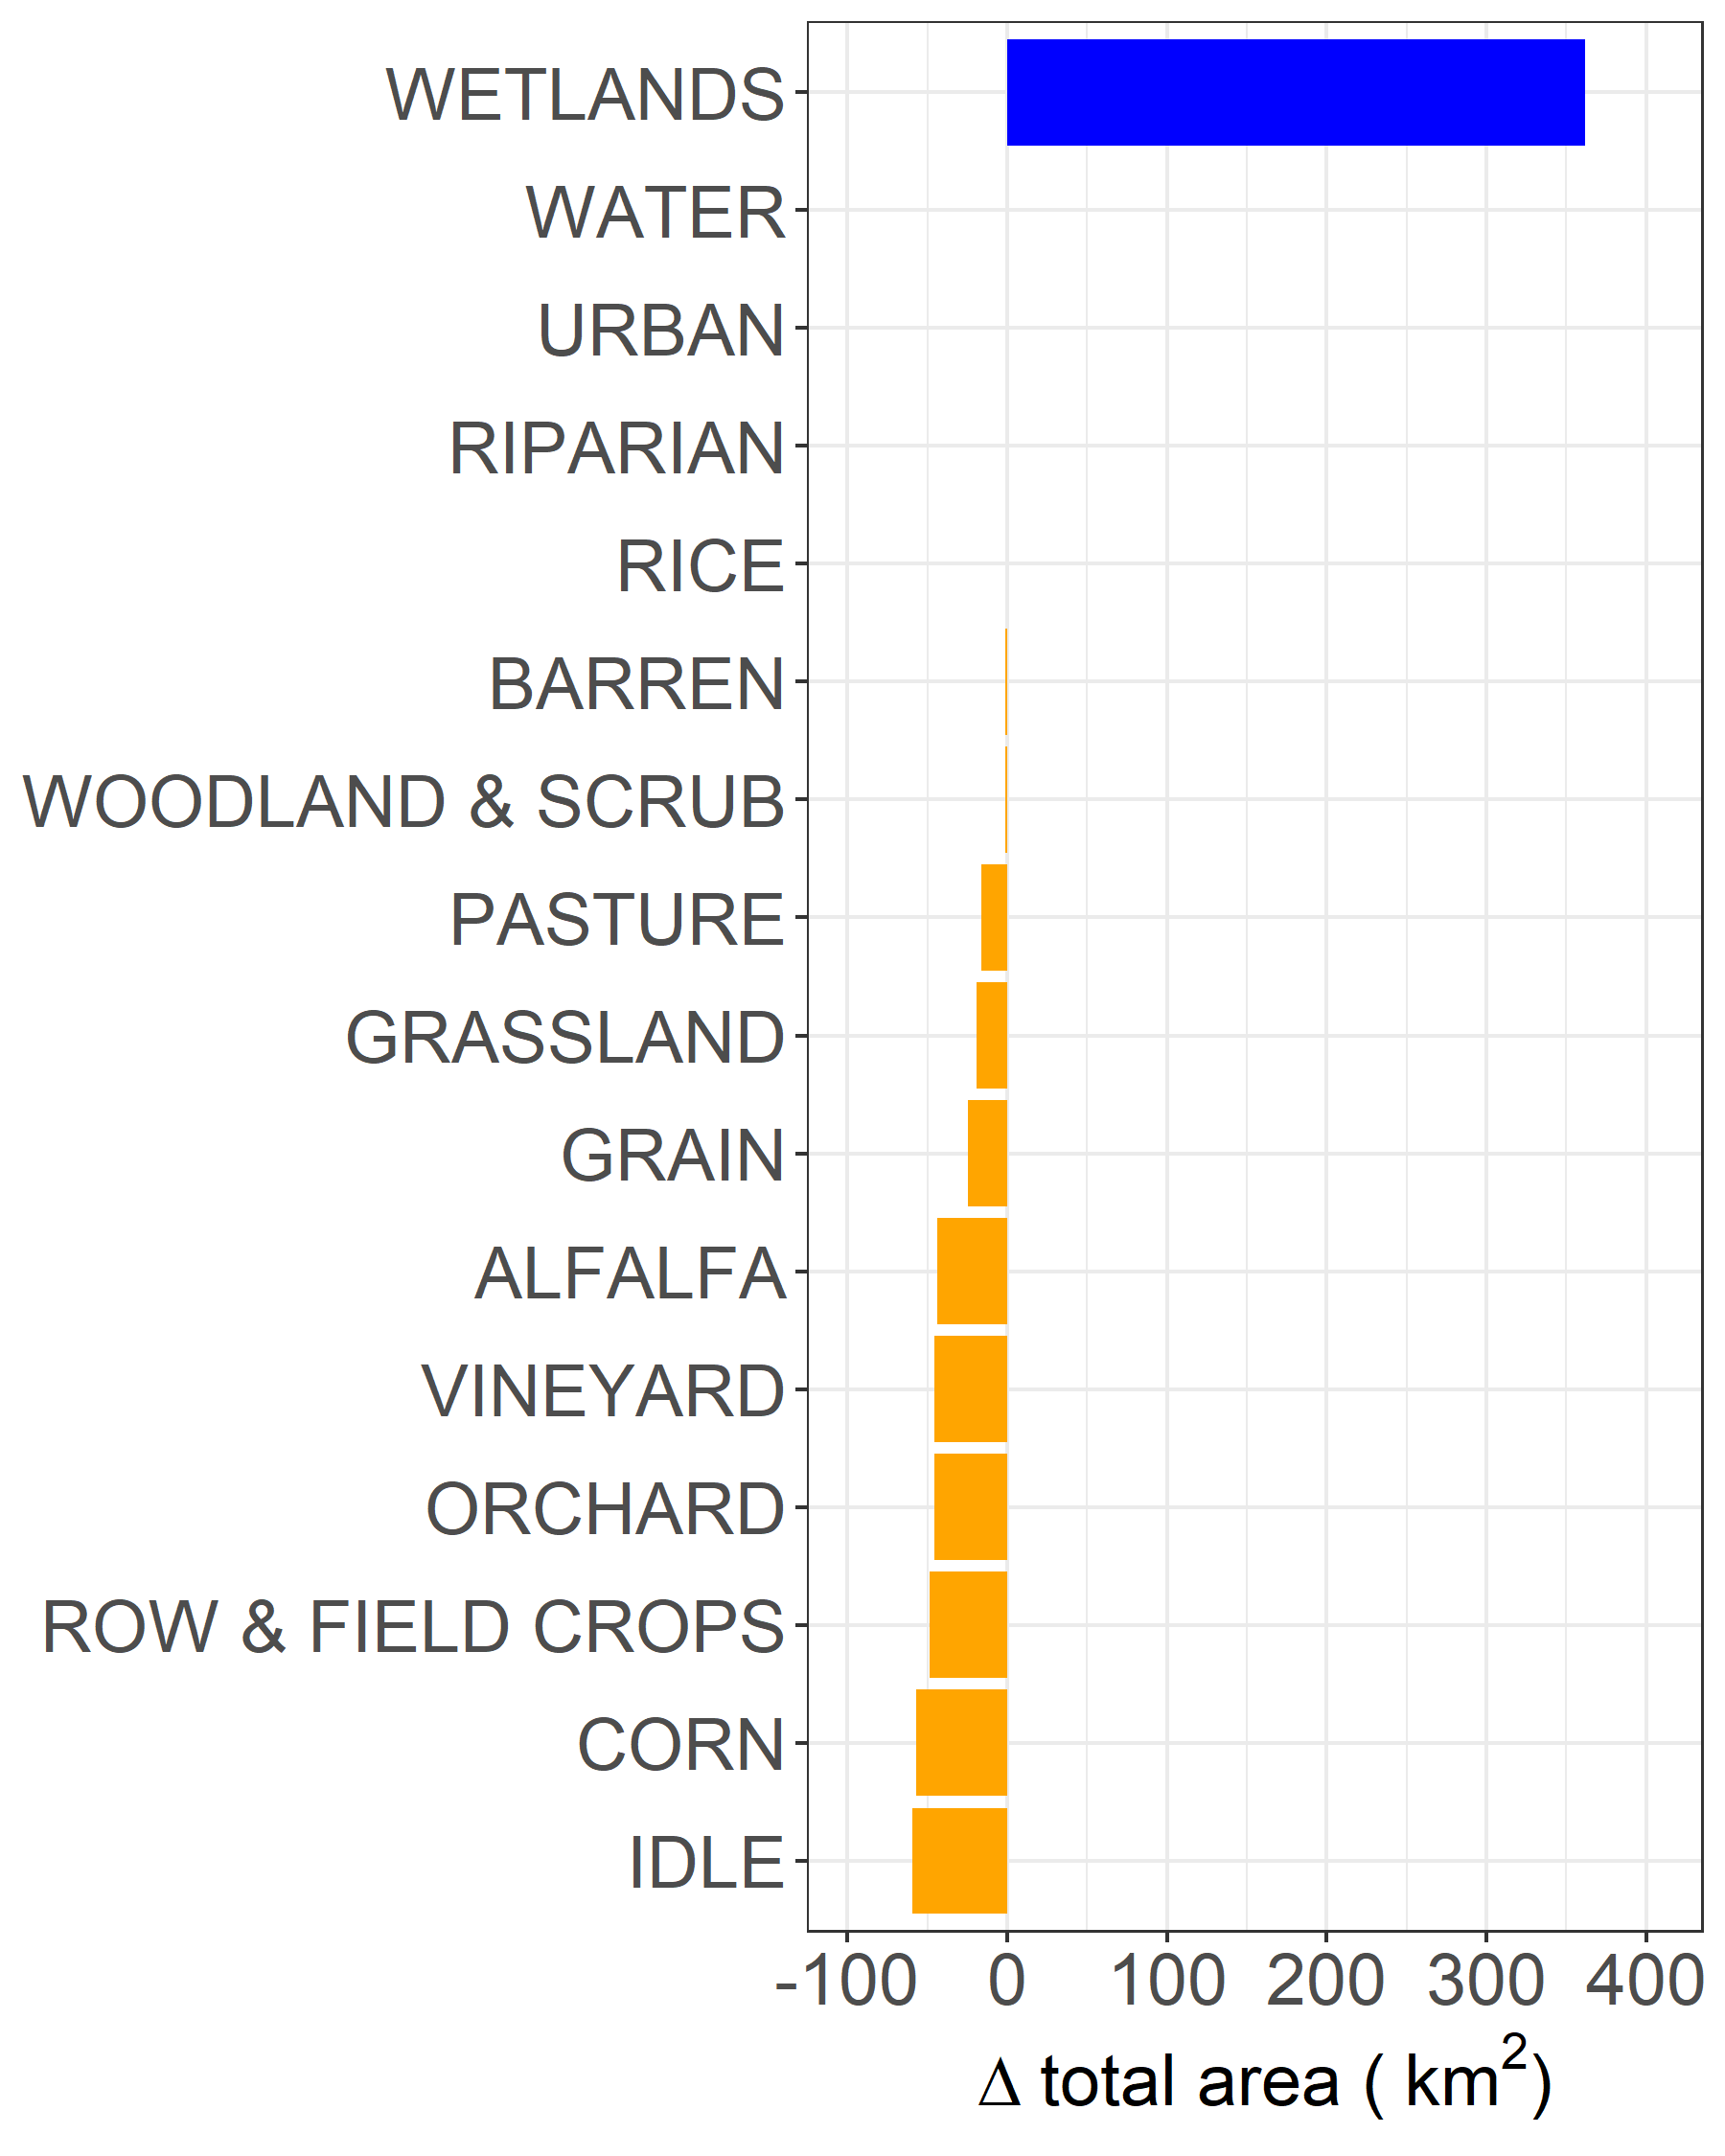 WETLANDS
WATER
URBAN
RIPARIAN
RICE
BARREN
WOODLAND & SCRUB
PASTURE
GRASSLAND
GRAIN
ALFALFA
VINEYARD
ORCHARD
ROW & FIELD CROPS
CORN
IDLE
-100 0 100 200 300 400
Δ total area ( km²)